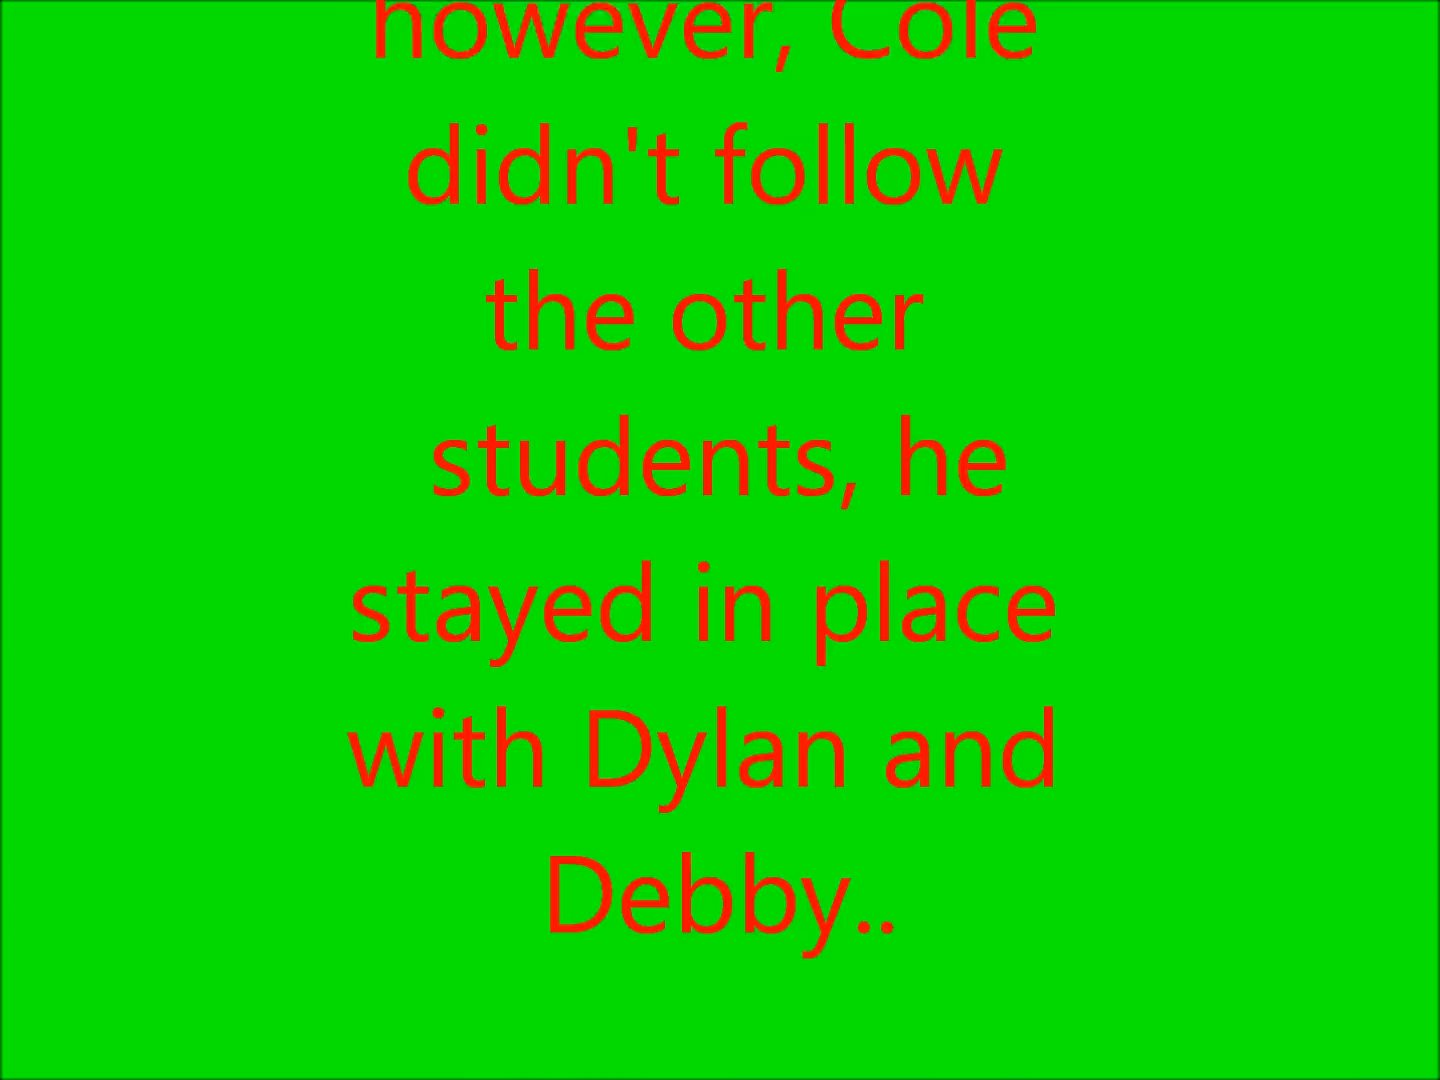 however, Cole
didn't follow
the other
students, he
stayed in place
with Dylan and
Debby..